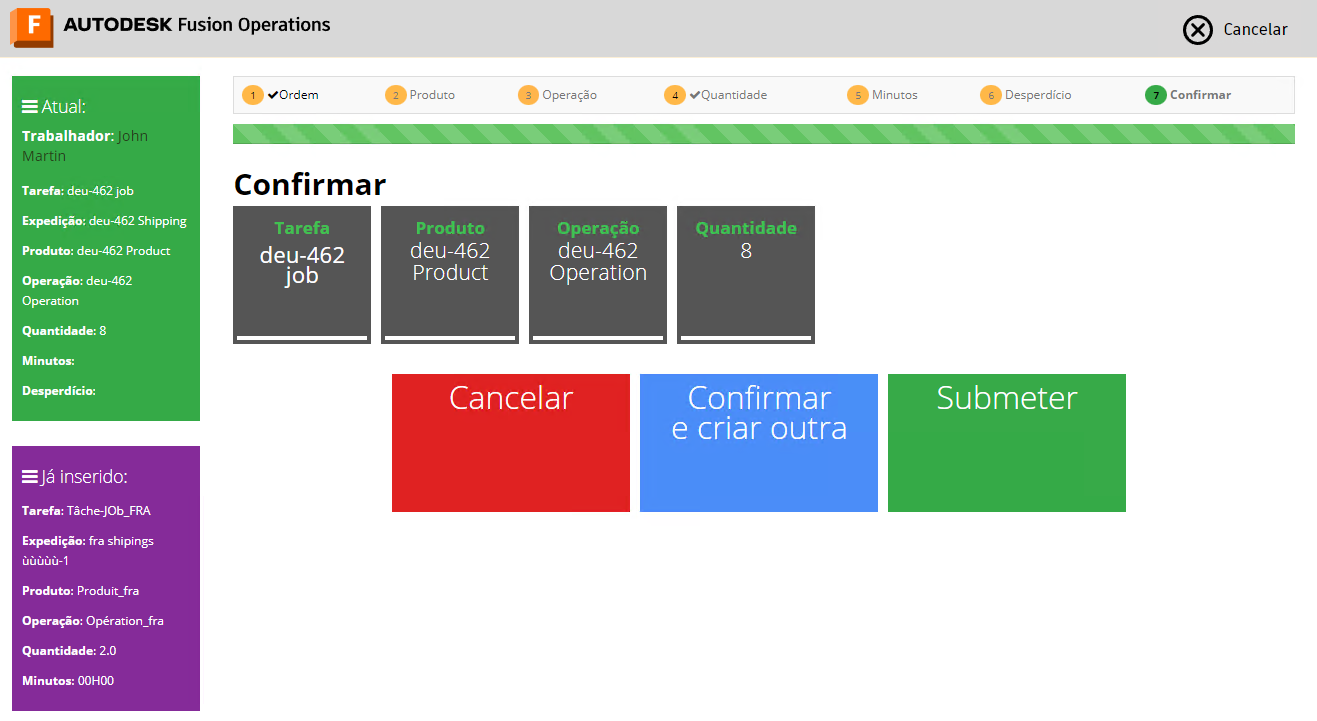 F AUTODESK Fusion Operations
Cancelar
Atual:
Trabalhador: John
Martin
Tarefa: deu-462 job
Expedição: deu-462 Shipping
Produto: deu-462 Product
Operação: deu-462
Operation
Quantidade: 8
Minutos:
Desperdício:
Já inserido:
Tarefa: Tâche-JOb_FRA
Expedição: fra shipings
ùùùùù-1
Produto: Produit_fra
Operação: Opération_fra
Quantidade: 2.0
Minutos: 00H00
1 Ordem
2 Produto
3 Operação
4 Quantidade
5 Minutos
6 Desperdício
7 Confirmar
Confirmar
Tarefa
deu-462
job
Produto
deu-462
Product
Operação
deu-462
Operation
Quantidade
8
Cancelar
Confirmar
e criar outra
Submeter